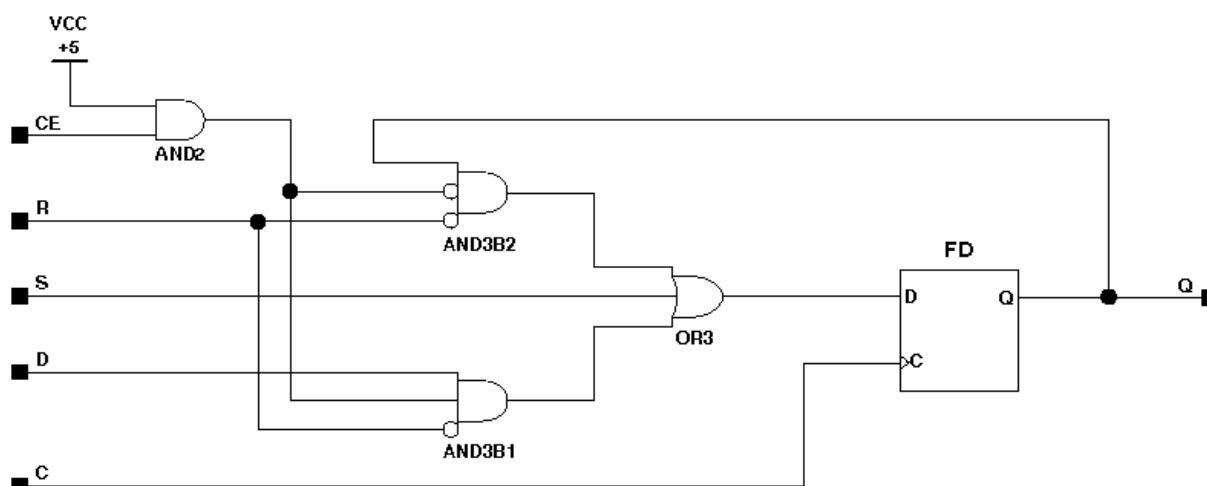 VCC
+5
CE
AND2
R
AND3B2
FD
S
D
Q
Q
OR3
D
C
AND3B1
C